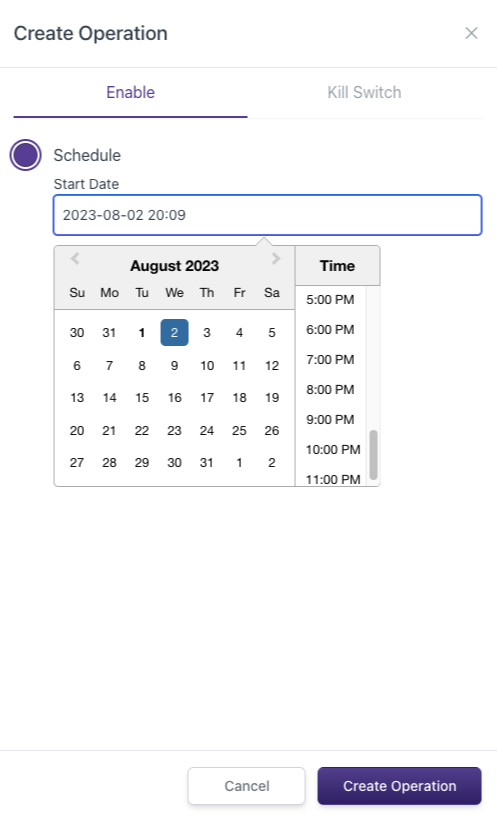 Create Operation
Enable Kill Switch
Schedule
Start Date
2023-08-02 20:09
August 2023
Su Mo Tu We Th Fr Sa
30 31 1 2 3 4 5
6 7 8 9 10 11 12
13 14 15 16 17 18 19
20 21 22 23 24 25 26
27 28 29 30 31 1 2
Time
5:00 PM
6:00 PM
7:00 PM
8:00 PM
9:00 PM
10:00 PM
11:00 PM
Cancel Create Operation